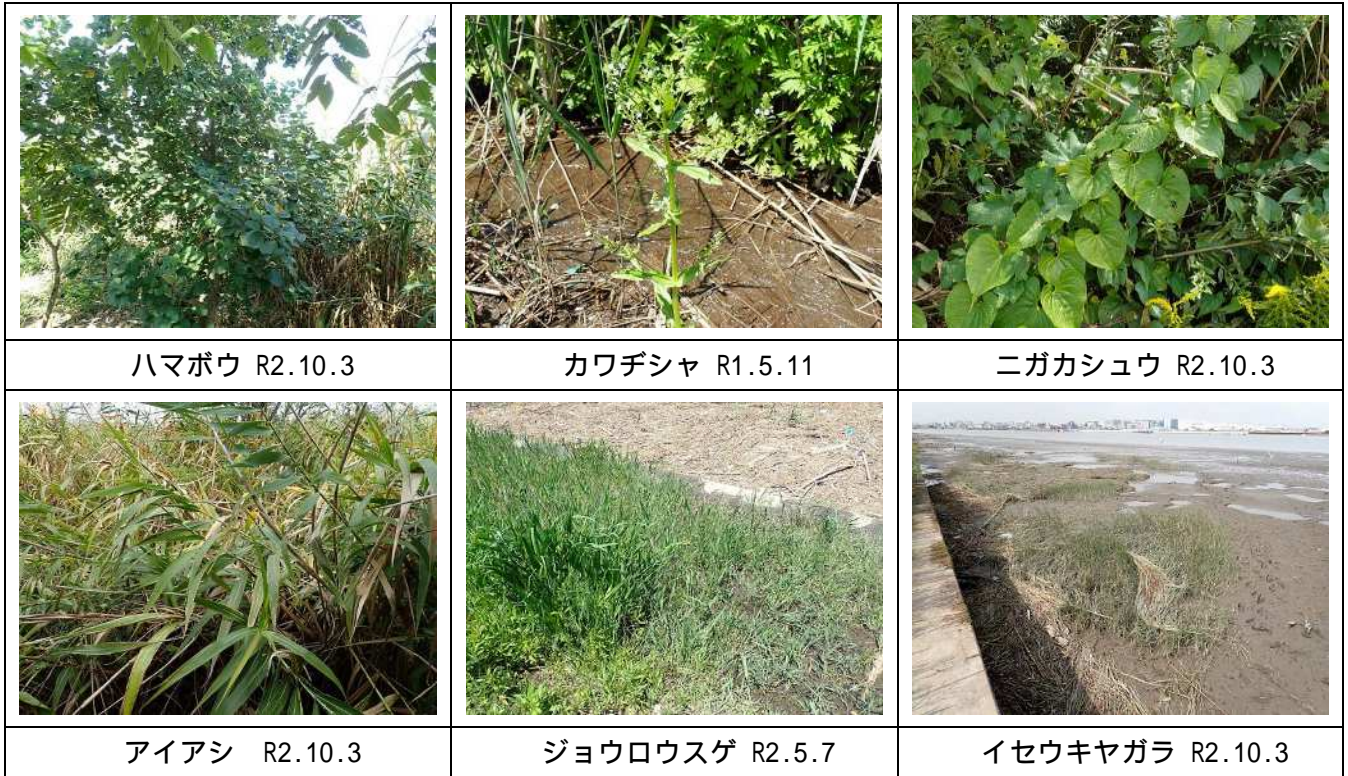 ハマボウ R2.10.3
カワヂシャ R1.5.11
ニガカシュウ R2.10.3
アイアシ R2.10.3
ジョウロウスゲ R2.5.7
イセウキヤガラ R2.10.3